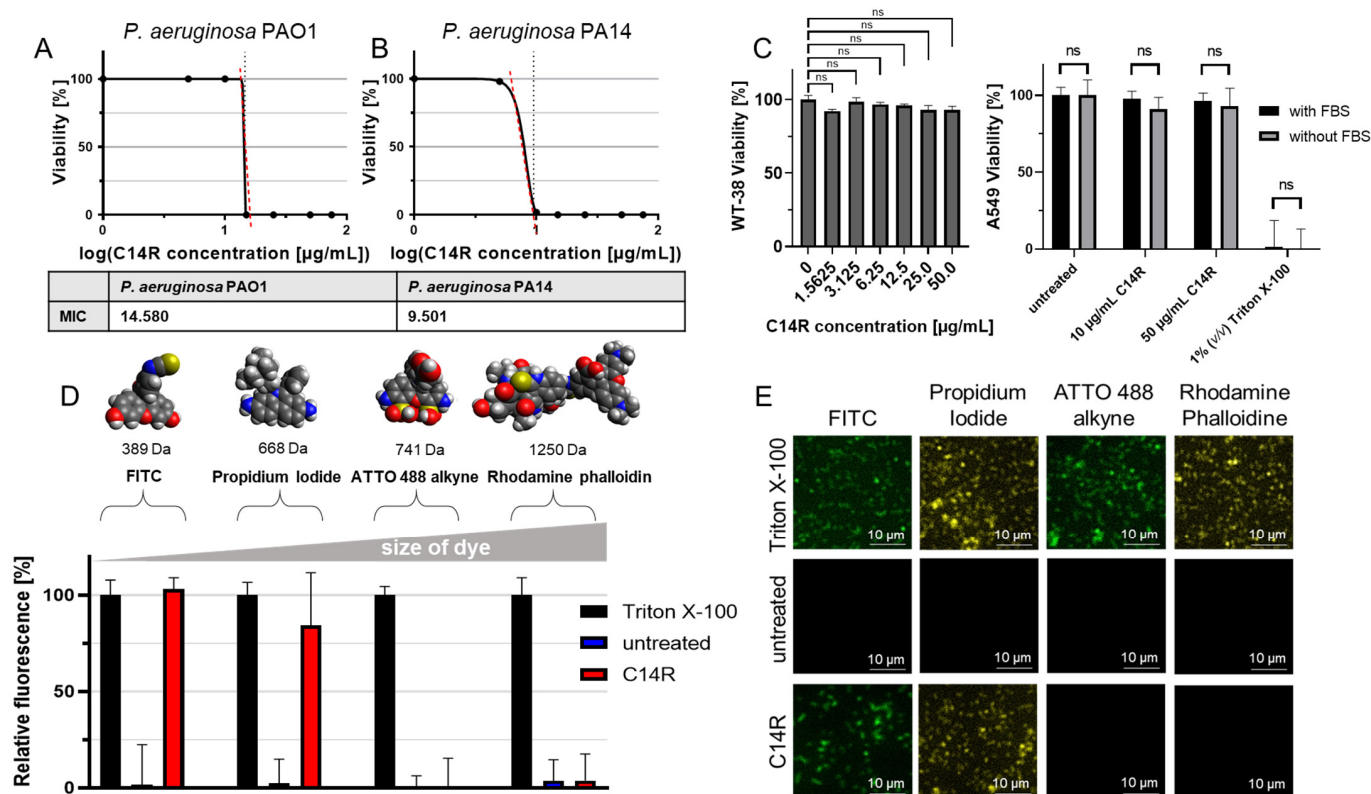 A
P. aeruginosa PAO1
Viability [%]
100
50
0
0
1
2
log(C14R concentration [µg/mL])
B
P. aeruginosa PA14
Viability [%]
100
50
0
0
1
2
log(C14R concentration [µg/mL])
P. aeruginosa PAO1
P. aeruginosa PA14
MIC
14.580
9.501
C
ns
ns
ns
ns
ns
ns
WT-38 Viability [%]
100
50
0
0
1.5625
3.125
6.25
12.5
25.0
50.0
C14R concentration [µg/mL]
A549 Viability [%]
100
50
0
ns
ns
ns
ns
with FBS
without FBS
untreated
10 µg/mL C14R
50 µg/mL C14R
1% (v/v) Triton X-100
D
389 Da
668 Da
741 Da
1250 Da
FITC
Propidium Iodide
ATTO 488 alkyne
Rhodamine phalloidin
size of dye
Relative fluorescence [%]
100
50
0
Triton X-100
untreated
C14R
E
FITC
Propidium
Iodide
ATTO 488
alkyne
Rhodamine
Phalloidine
Triton X-100
10 µm
10 µm
10 µm
10 µm
untreated
10 µm
10 µm
10 µm
10 µm
C14R
10 µm
10 µm
10 µm
10 µm